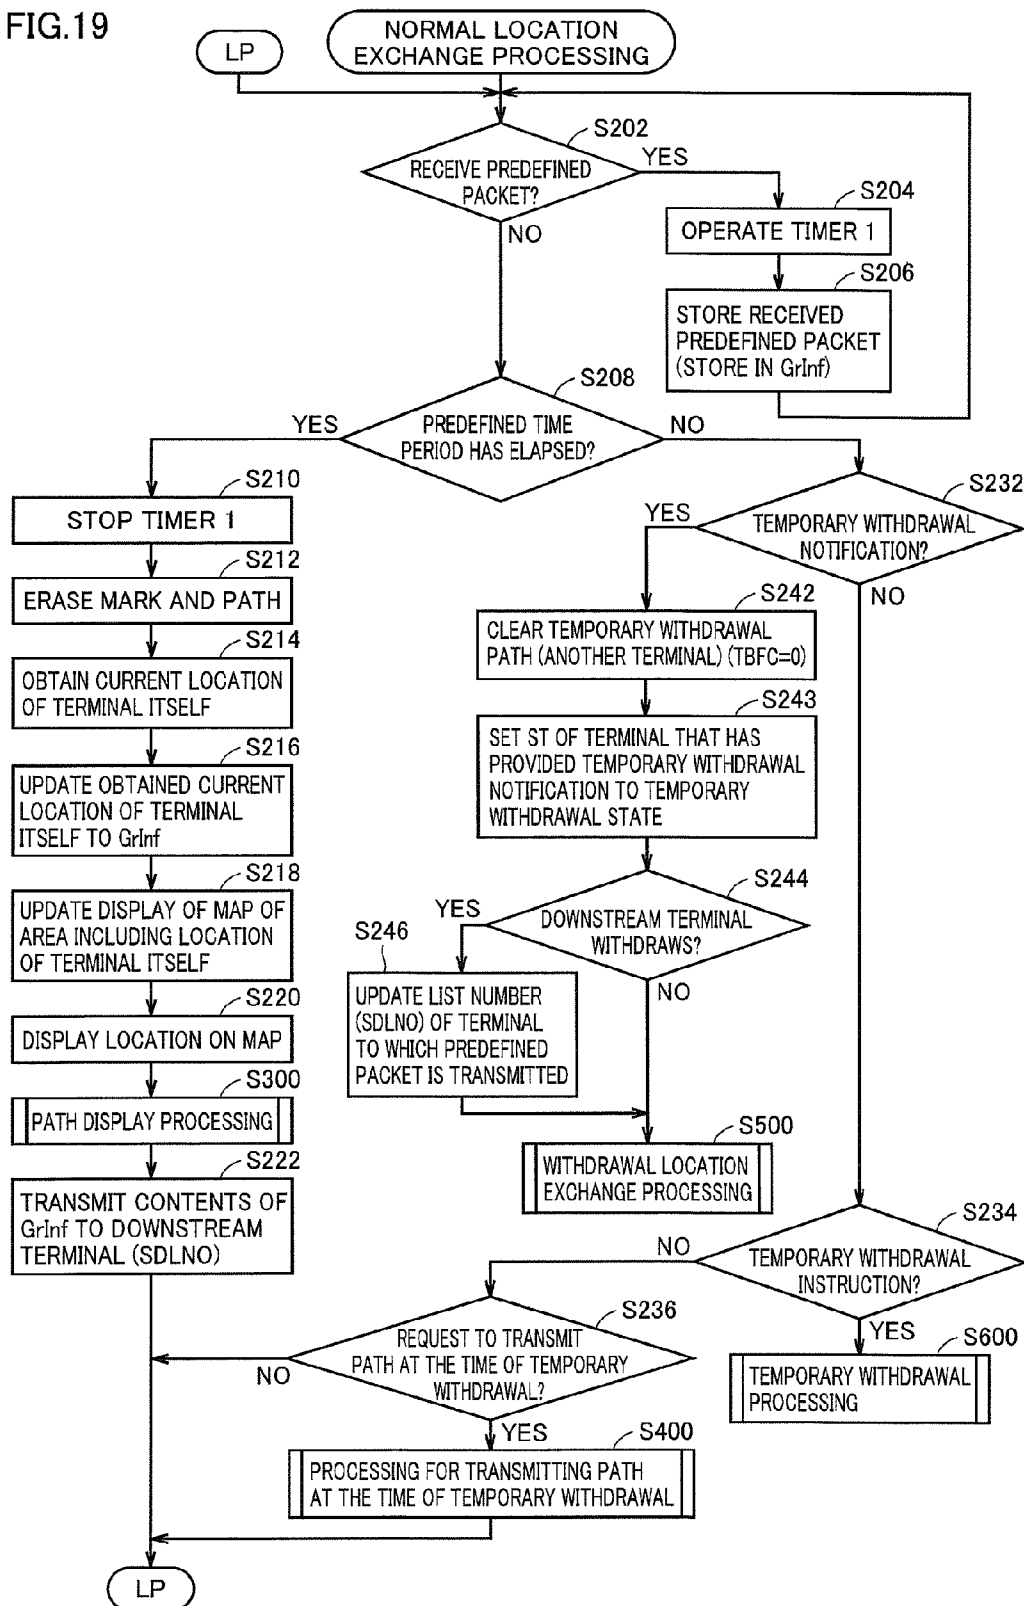 FIG.19
LP
NORMAL LOCATION
EXCHANGE PROCESSING
S202
RECEIVE PREDEFINED
PACKET?
YES
NO
S204
OPERATE TIMER 1
S206
STORE RECEIVED
PREDEFINED PACKET
(STORE IN GrInf)
S208
PREDEFINED TIME
PERIOD HAS ELAPSED?
YES
NO
S210
STOP TIMER 1
S212
ERASE MARK AND PATH
S214
OBTAIN CURRENT LOCATION
OF TERMINAL ITSELF
S216
UPDATE OBTAINED CURRENT
LOCATION OF TERMINAL
ITSELF TO GrInf
S218
UPDATE DISPLAY OF MAP OF
AREA INCLUDING LOCATION
OF TERMINAL ITSELF
S220
DISPLAY LOCATION ON MAP
S300
PATH DISPLAY PROCESSING
S222
TRANSMIT CONTENTS OF
GrInf TO DOWNSTREAM
TERMINAL (SDLNO)
S232
TEMPORARY WITHDRAWAL
NOTIFICATION?
YES
NO
S242
CLEAR TEMPORARY WITHDRAWAL
PATH (ANOTHER TERMINAL) (TBFC=0)
S243
SET ST OF TERMINAL THAT HAS
PROVIDED TEMPORARY WITHDRAWAL
NOTIFICATION TO TEMPORARY
WITHDRAWAL STATE
S244
DOWNSTREAM TERMINAL
WITHDRAWS?
YES
NO
S246
UPDATE LIST NUMBER
(SDLNO) OF TERMINAL
TO WHICH PREDEFINED
PACKET IS TRANSMITTED
S500
WITHDRAWAL LOCATION
EXCHANGE PROCESSING
S234
TEMPORARY WITHDRAWAL
INSTRUCTION?
NO
YES
S600
TEMPORARY WITHDRAWAL
PROCESSING
S236
REQUEST TO TRANSMIT
PATH AT THE TIME OF TEMPORARY
WITHDRAWAL?
NO
YES
S400
PROCESSING FOR TRANSMITTING PATH
AT THE TIME OF TEMPORARY WITHDRAWAL
LP